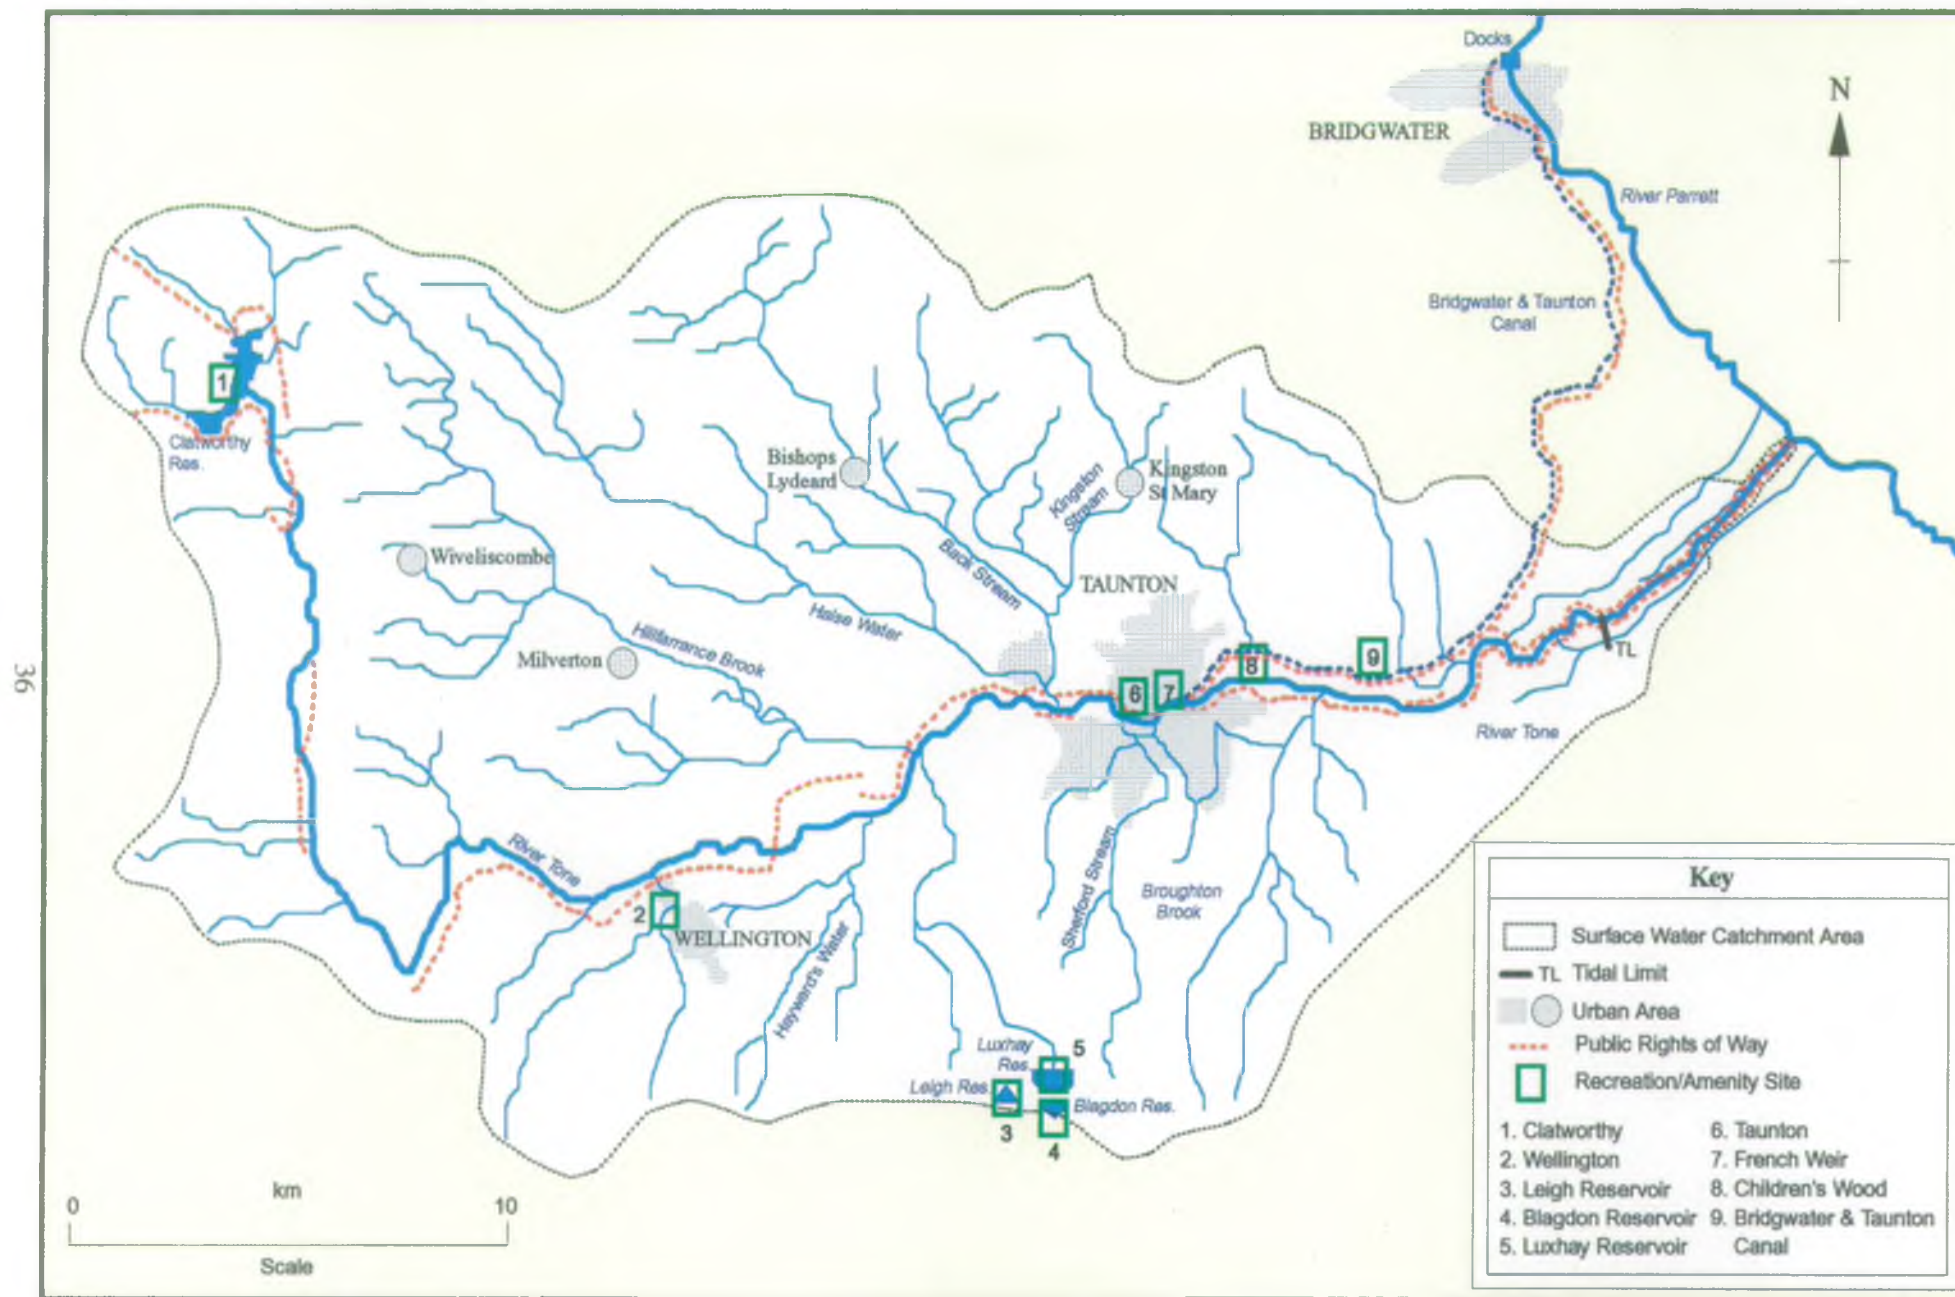 Docks
N
BRIDGWATER
River Parrett
Bridgwater & Taunton
Canal
1
Clatworthy
Res.
Bishops
Lydeard
Kingston
Stream
Kingston
St Mary
Back Stream
Wiveliscombe
TAUNTON
Halse Water
Hillfarrance Brook
Milverton
6
7
8
9
TL
River Tone
36
River Tone
2
WELLINGTON
Hayward's Water
Sherford Stream
Broughton
Brook
Luxhay
Res.
5
Leigh Res.
3
Blagdon Res.
4
0
km
10
Scale
Key
Surface Water Catchment Area
TL Tidal Limit
Urban Area
Public Rights of Way
Recreation/Amenity Site
1. Clatworthy
2. Wellington
3. Leigh Reservoir
4. Blagdon Reservoir
5. Luxhay Reservoir
6. Taunton
7. French Weir
8. Children's Wood
9. Bridgwater & Taunton
Canal